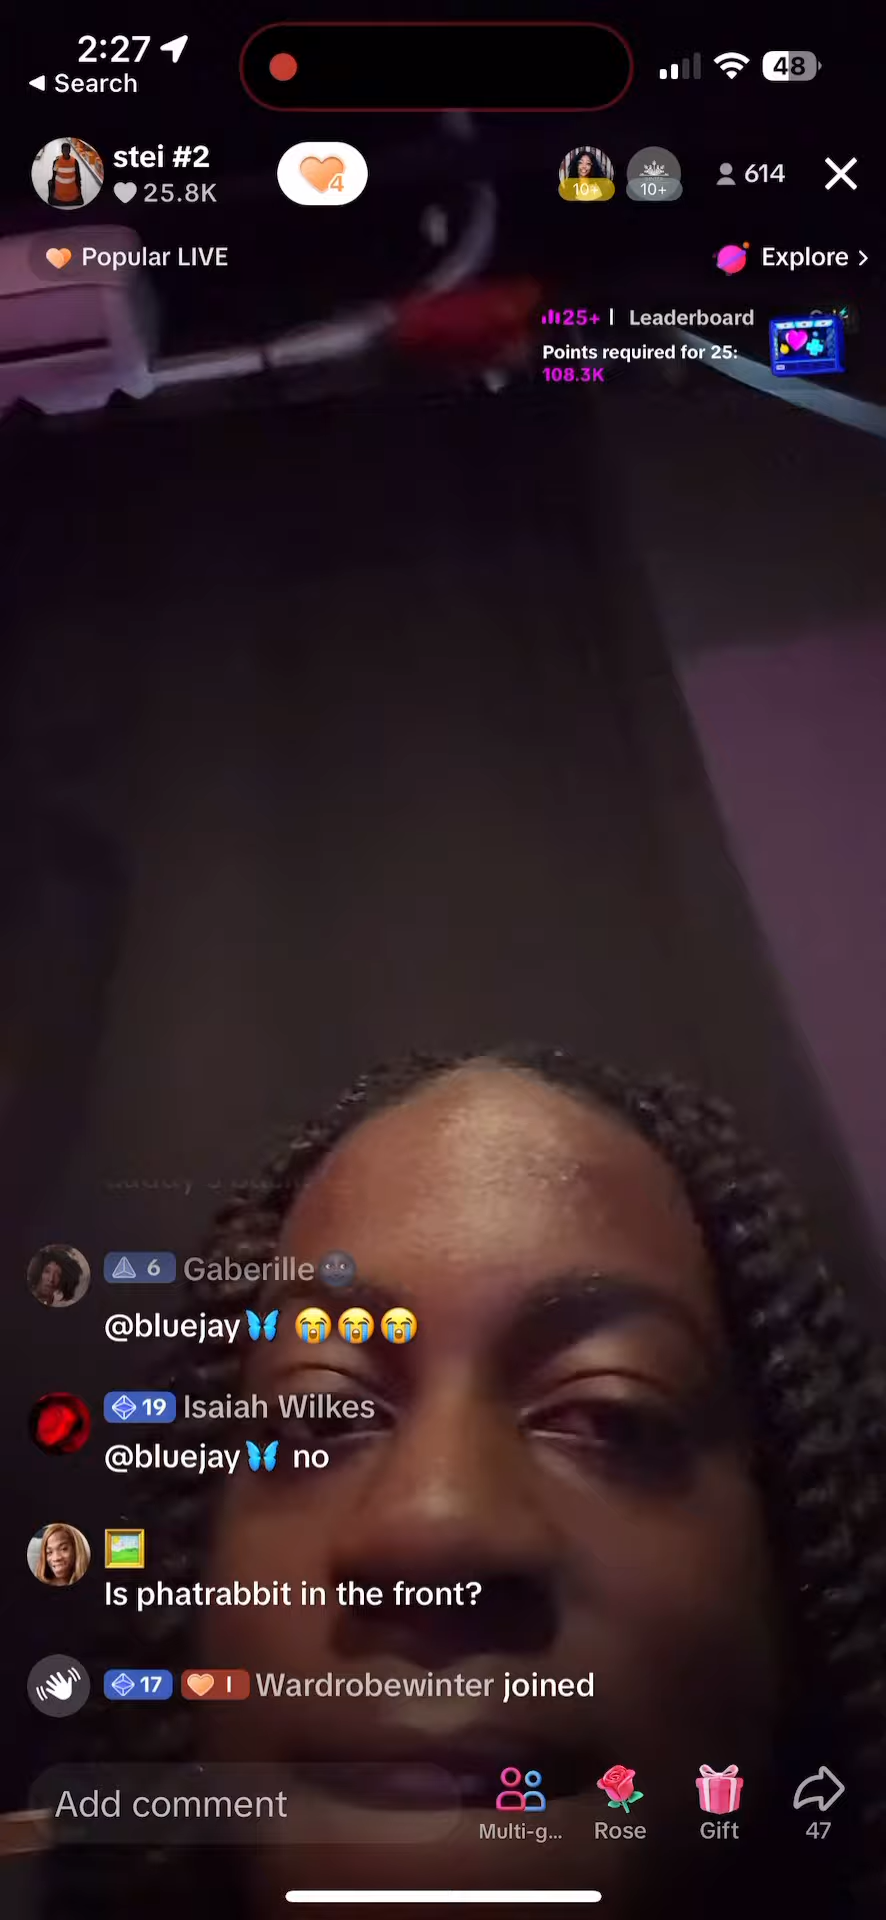 2:27
48
◀ Search
stei #2
25.8K
4
10+
10+
614
Popular LIVE
Explore >
25+ | Leaderboard
Points required for 25:
108.3K
6 Gaberille🌚
@bluejay🦋 😭😭😭
19 Isaiah Wilkes
@bluejay🦋 no
🖼️
Is phatrabbit in the front?
17 I Wardrobewinter joined
Add comment
Multi-g...
Rose
Gift
47